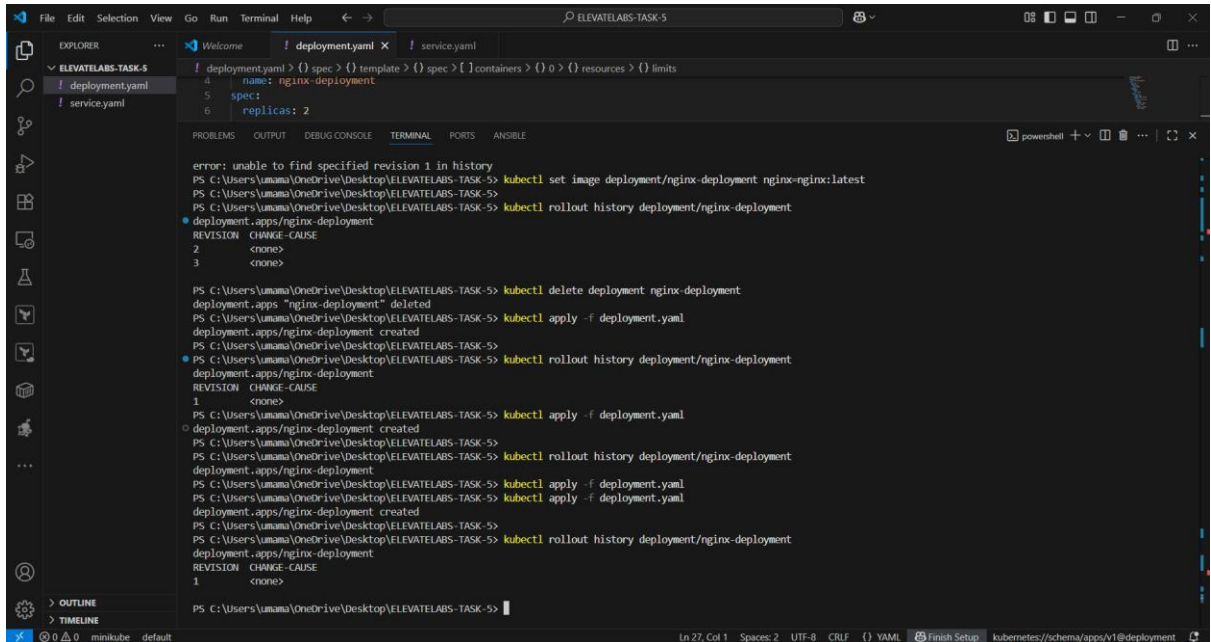 File Edit Selection View Go Run Terminal Help
ELEVATELABS-TASK-5
EXPLORER
ELEVATELABS-TASK-5
! deployment.yaml
! service.yaml
OUTLINE
TIMELINE
Welcome ! deployment.yaml ! service.yaml
! deployment.yaml > {} spec > {} template > {} spec > [ ] containers > {} 0 > {} resources > {} limits
4 name: nginx-deployment
5 spec:
6 replicas: 2
PROBLEMS OUTPUT DEBUG CONSOLE TERMINAL PORTS ANSIBLE
powershell
error: unable to find specified revision 1 in history
PS C:\Users\umama\OneDrive\Desktop\ELEVATELABS-TASK-5> kubectl set image deployment/nginx-deployment nginx=nginx:latest
PS C:\Users\umama\OneDrive\Desktop\ELEVATELABS-TASK-5>
PS C:\Users\umama\OneDrive\Desktop\ELEVATELABS-TASK-5> kubectl rollout history deployment/nginx-deployment
deployment.apps/nginx-deployment
REVISION CHANGE-CAUSE
2 <none>
3 <none>
PS C:\Users\umama\OneDrive\Desktop\ELEVATELABS-TASK-5> kubectl delete deployment nginx-deployment
deployment.apps "nginx-deployment" deleted
PS C:\Users\umama\OneDrive\Desktop\ELEVATELABS-TASK-5> kubectl apply -f deployment.yaml
deployment.apps/nginx-deployment created
PS C:\Users\umama\OneDrive\Desktop\ELEVATELABS-TASK-5>
PS C:\Users\umama\OneDrive\Desktop\ELEVATELABS-TASK-5> kubectl rollout history deployment/nginx-deployment
deployment.apps/nginx-deployment
REVISION CHANGE-CAUSE
1 <none>
PS C:\Users\umama\OneDrive\Desktop\ELEVATELABS-TASK-5> kubectl apply -f deployment.yaml
deployment.apps/nginx-deployment created
PS C:\Users\umama\OneDrive\Desktop\ELEVATELABS-TASK-5>
PS C:\Users\umama\OneDrive\Desktop\ELEVATELABS-TASK-5> kubectl rollout history deployment/nginx-deployment
deployment.apps/nginx-deployment
PS C:\Users\umama\OneDrive\Desktop\ELEVATELABS-TASK-5> kubectl apply -f deployment.yaml
PS C:\Users\umama\OneDrive\Desktop\ELEVATELABS-TASK-5> kubectl apply -f deployment.yaml
deployment.apps/nginx-deployment created
PS C:\Users\umama\OneDrive\Desktop\ELEVATELABS-TASK-5>
PS C:\Users\umama\OneDrive\Desktop\ELEVATELABS-TASK-5> kubectl rollout history deployment/nginx-deployment
deployment.apps/nginx-deployment
REVISION CHANGE-CAUSE
1 <none>
PS C:\Users\umama\OneDrive\Desktop\ELEVATELABS-TASK-5>
0 0 minikube default Ln 27, Col 1 Spaces: 2 UTF-8 CRLF {} YAML Finish Setup kubernetes://schema/apps/v1@deployment